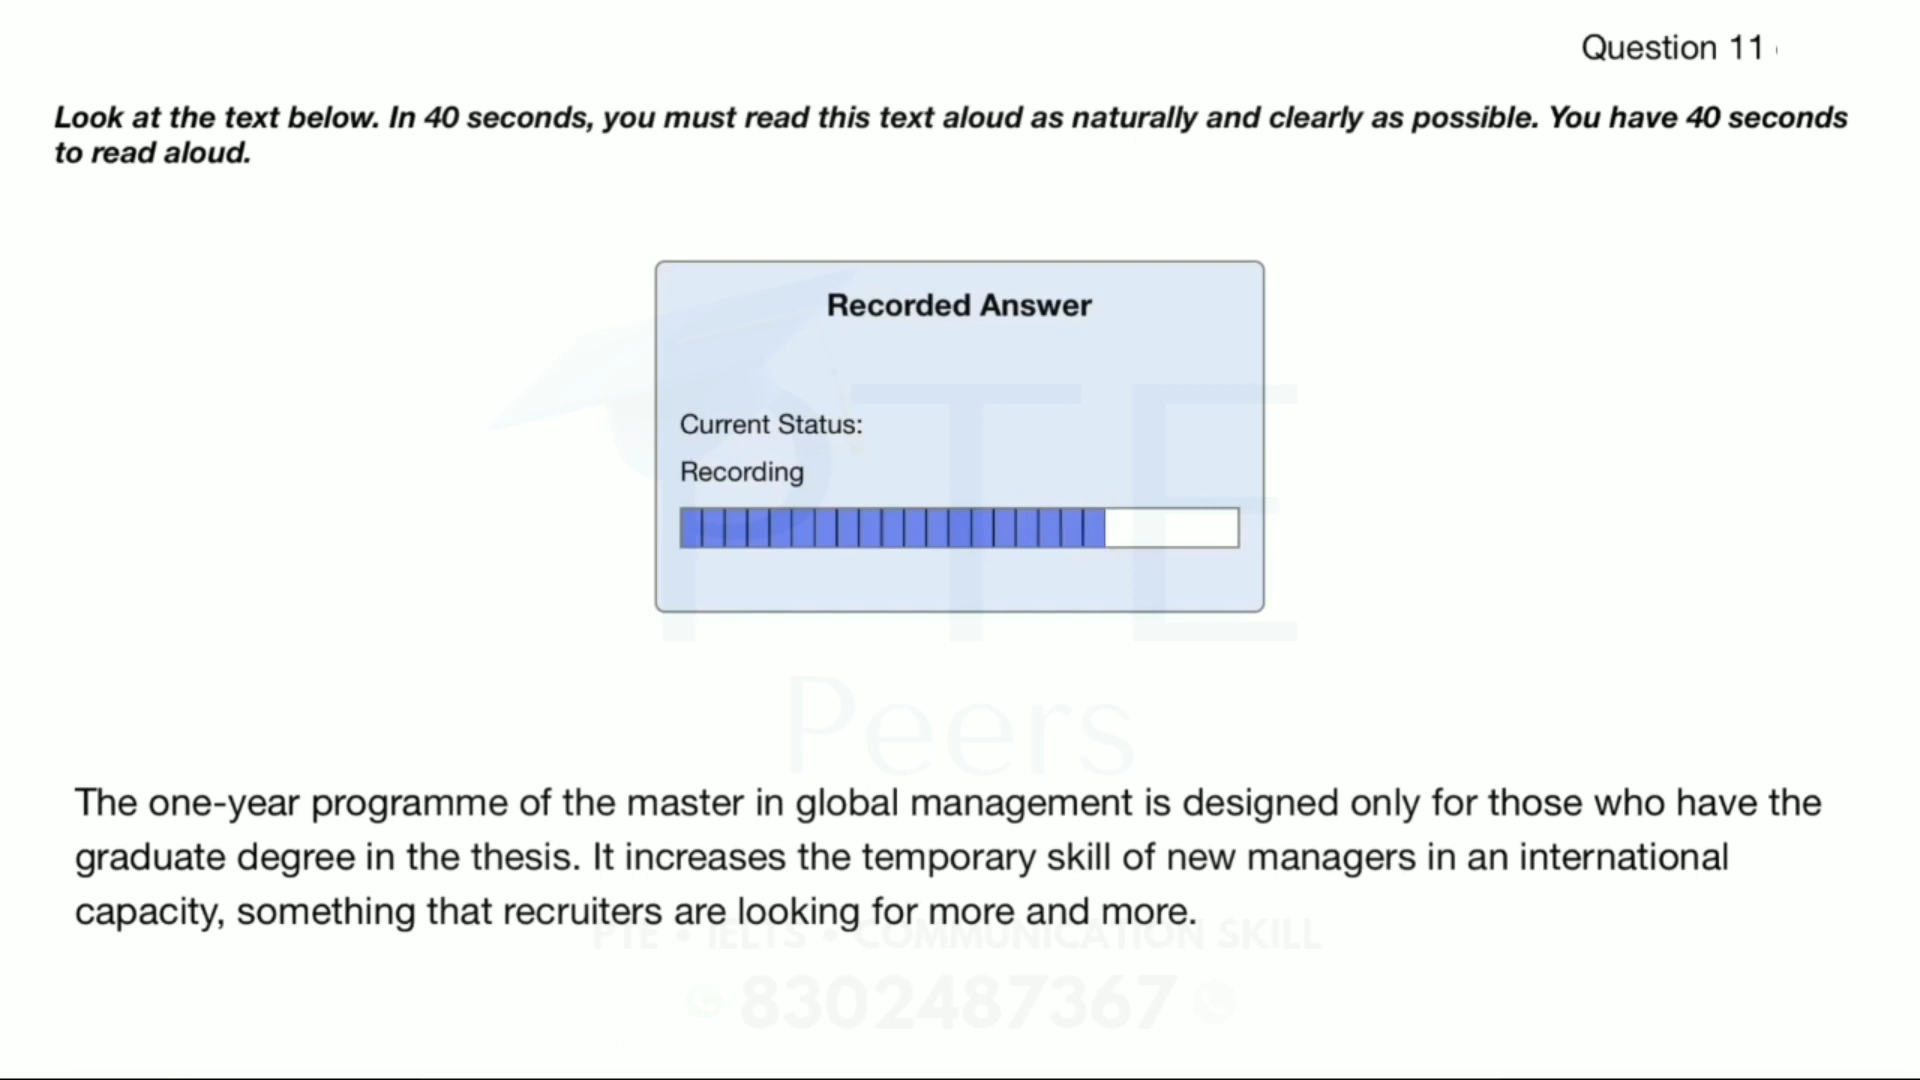 Question 11
Look at the text below. In 40 seconds, you must read this text aloud as naturally and clearly as possible. You have 40 seconds
to read aloud.
Recorded Answer
Current Status:
Recording
PTE
Peers
The one-year programme of the master in global management is designed only for those who have the
graduate degree in the thesis. It increases the temporary skill of new managers in an international
capacity, something that recruiters are looking for more and more.
PTE • IELTS • COMMUNICATION SKILL
8302487367